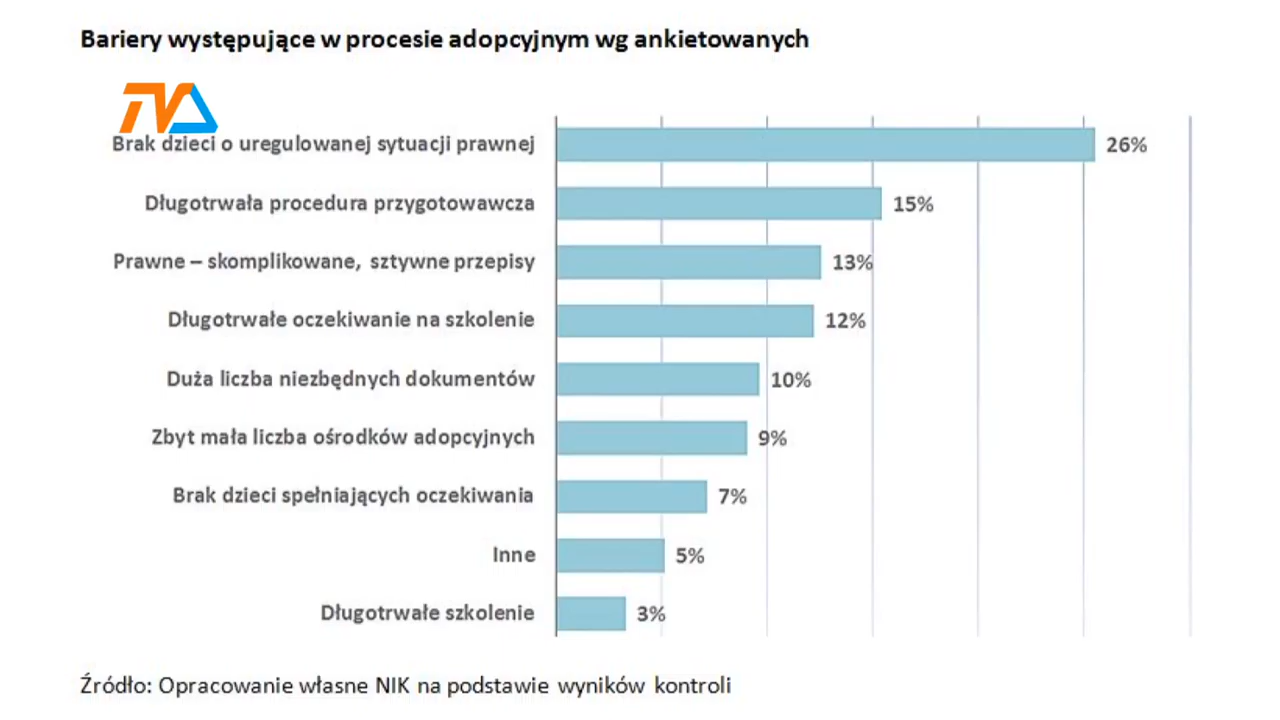 Bariery występujące w procesie adopcyjnym wg ankietowanych
TVA
Brak dzieci o uregulowanej sytuacji prawnej 26%
Długotrwała procedura przygotowawcza 15%
Prawne – skomplikowane, sztywne przepisy 13%
Długotrwałe oczekiwanie na szkolenie 12%
Duża liczba niezbędnych dokumentów 10%
Zbyt mała liczba ośrodków adopcyjnych 9%
Brak dzieci spełniających oczekiwania 7%
Inne 5%
Długotrwałe szkolenie 3%
Źródło: Opracowanie własne NIK na podstawie wyników kontroli